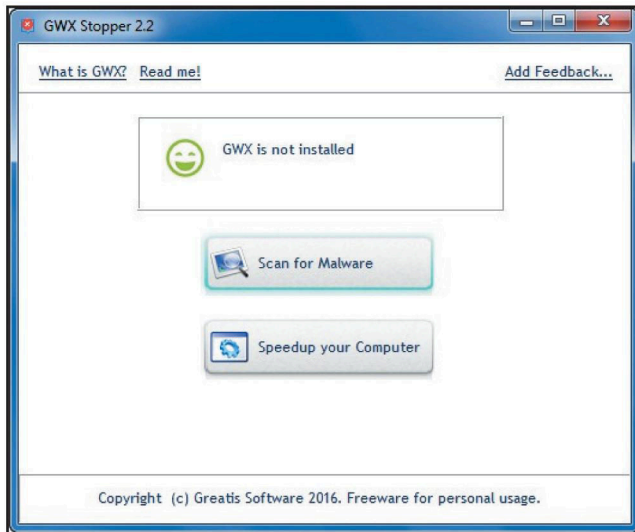 GWX Stopper 2.2
What is GWX? Read me! Add Feedback...
GWX is not installed
Scan for Malware
Speedup your Computer
Copyright (c) Greatis Software 2016. Freeware for personal usage.